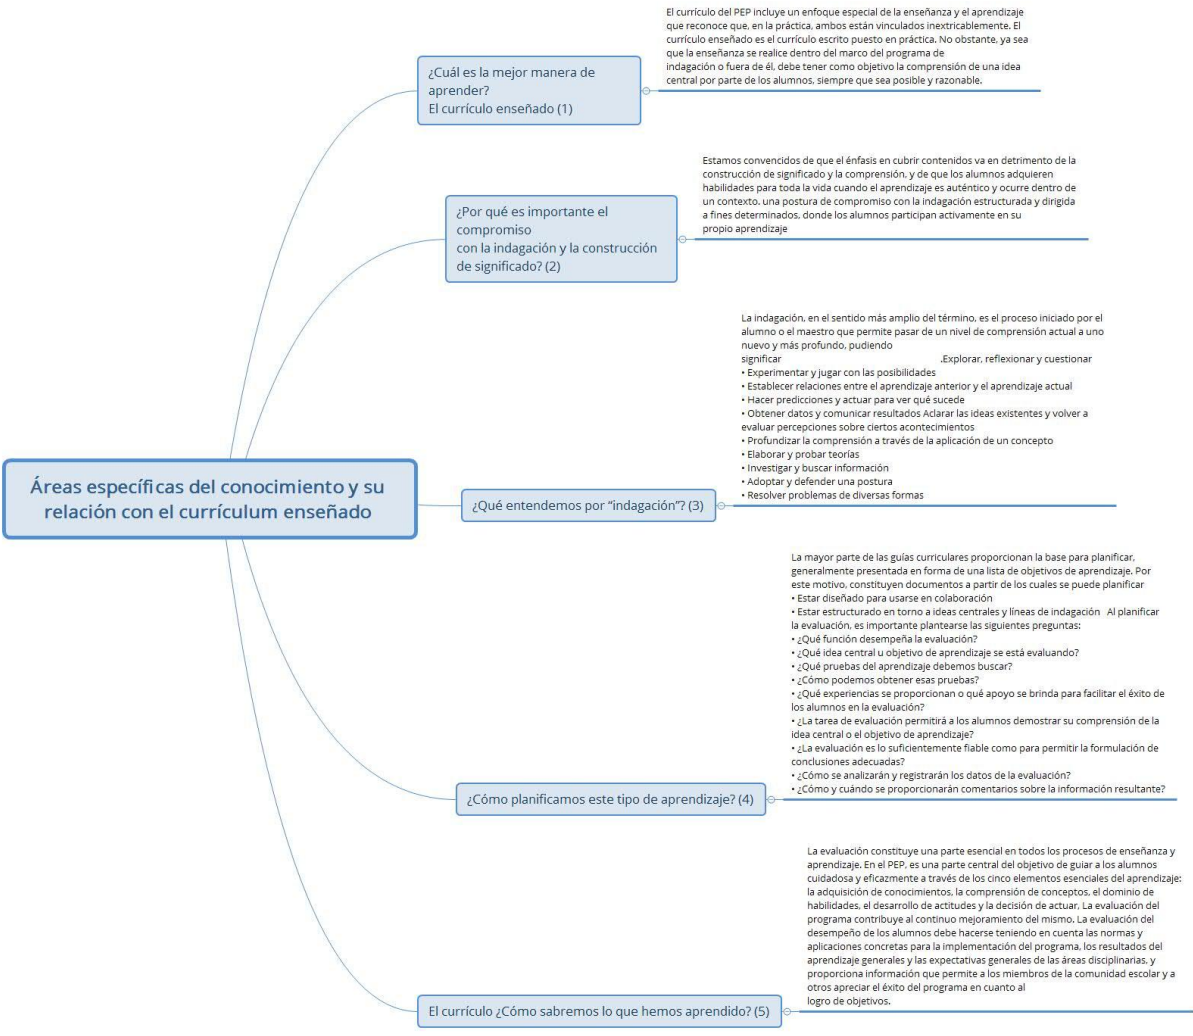 El currículo del PEP incluye un enfoque especial de la enseñanza y el aprendizaje
que reconoce que, en la práctica, ambos están vinculados inextricablemente. El
currículo enseñado es el currículo escrito puesto en práctica. No obstante, ya sea
que la enseñanza se realice dentro del marco del programa de
indagación o fuera de él, debe tener como objetivo la comprensión de una idea
central por parte de los alumnos, siempre que sea posible y razonable.
¿Cuál es la mejor manera de
aprender?
El currículo enseñado (1)
Estamos convencidos de que el énfasis en cubrir contenidos va en detrimento de la
construcción de significado y la comprensión, y de que los alumnos adquieren
habilidades para toda la vida cuando el aprendizaje es auténtico y ocurre dentro de
un contexto. una postura de compromiso con la indagación estructurada y dirigida
a fines determinados, donde los alumnos participan activamente en su
propio aprendizaje
¿Por qué es importante el
compromiso
con la indagación y la construcción
de significado? (2)
La indagación, en el sentido más amplio del término, es el proceso iniciado por el
alumno o el maestro que permite pasar de un nivel de comprensión actual a uno
nuevo y más profundo, pudiendo
significar .Explorar, reflexionar y cuestionar
• Experimentar y jugar con las posibilidades
• Establecer relaciones entre el aprendizaje anterior y el aprendizaje actual
• Hacer predicciones y actuar para ver qué sucede
• Obtener datos y comunicar resultados Aclarar las ideas existentes y volver a
evaluar percepciones sobre ciertos acontecimientos
• Profundizar la comprensión a través de la aplicación de un concepto
• Elaborar y probar teorías
• Investigar y buscar información
• Adoptar y defender una postura
• Resolver problemas de diversas formas
¿Qué entendemos por “indagación”? (3)
Áreas específicas del conocimiento y su
relación con el currículum enseñado
La mayor parte de las guías curriculares proporcionan la base para planificar,
generalmente presentada en forma de una lista de objetivos de aprendizaje. Por
este motivo, constituyen documentos a partir de los cuales se puede planificar
• Estar diseñado para usarse en colaboración
• Estar estructurado en torno a ideas centrales y líneas de indagación Al planificar
la evaluación, es importante plantearse las siguientes preguntas:
• ¿Qué función desempeña la evaluación?
• ¿Qué idea central u objetivo de aprendizaje se está evaluando?
• ¿Qué pruebas del aprendizaje debemos buscar?
• ¿Cómo podemos obtener esas pruebas?
• ¿Qué experiencias se proporcionan o qué apoyo se brinda para facilitar el éxito de
los alumnos en la evaluación?
• ¿La tarea de evaluación permitirá a los alumnos demostrar su comprensión de la
idea central o el objetivo de aprendizaje?
• ¿La evaluación es lo suficientemente fiable como para permitir la formulación de
conclusiones adecuadas?
• ¿Cómo se analizarán y registrarán los datos de la evaluación?
• ¿Cómo y cuándo se proporcionarán comentarios sobre la información resultante?
¿Cómo planificamos este tipo de aprendizaje? (4)
La evaluación constituye una parte esencial en todos los procesos de enseñanza y
aprendizaje. En el PEP, es una parte central del objetivo de guiar a los alumnos
cuidadosa y eficazmente a través de los cinco elementos esenciales del aprendizaje:
la adquisición de conocimientos, la comprensión de conceptos, el dominio de
habilidades, el desarrollo de actitudes y la decisión de actuar, La evaluación del
programa contribuye al continuo mejoramiento del mismo. La evaluación del
desempeño de los alumnos debe hacerse teniendo en cuenta las normas y
aplicaciones concretas para la implementación del programa, los resultados del
aprendizaje generales y las expectativas generales de las áreas disciplinarias, y
proporciona información que permite a los miembros de la comunidad escolar y a
otros apreciar el éxito del programa en cuanto al
logro de objetivos.
El currículo ¿Cómo sabremos lo que hemos aprendido? (5)